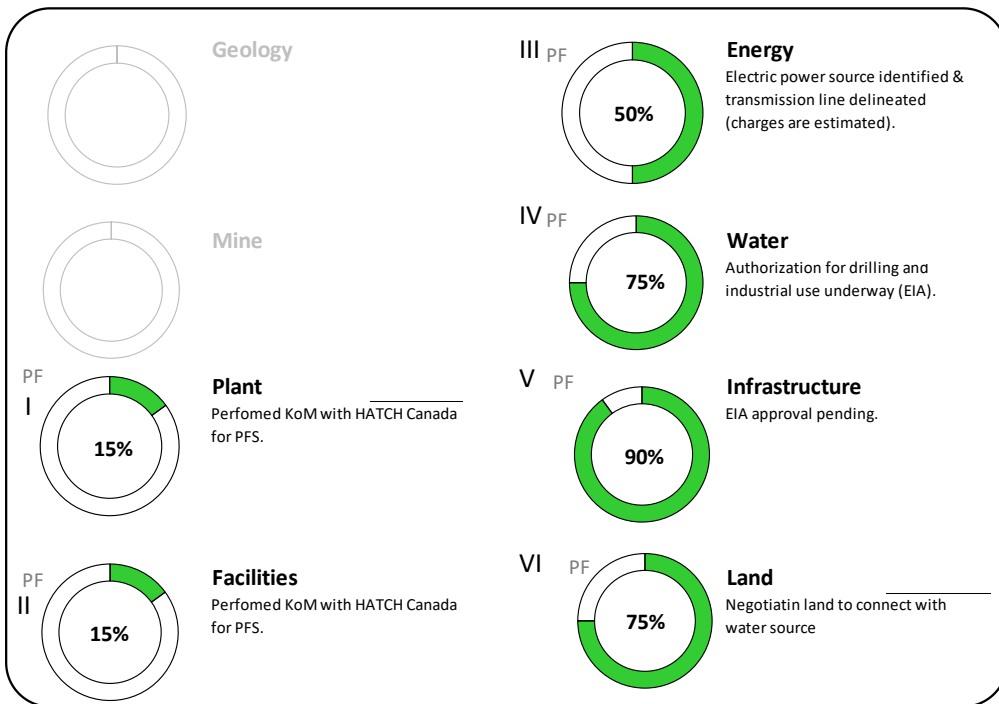 Geology
Mine
PF
I
15%
Plant
Perfomed KoM with HATCH Canada
for PFS.
PF
II
15%
Facilities
Perfomed KoM with HATCH Canada
for PFS.
III PF
50%
Energy
Electric power source identified &
transmission line delineated
(charges are estimated).
IV PF
75%
Water
Authorization for drilling and
industrial use underway (EIA).
V PF
90%
Infrastructure
EIA approval pending.
VI PF
75%
Land
Negotiatin land to connect with
water source